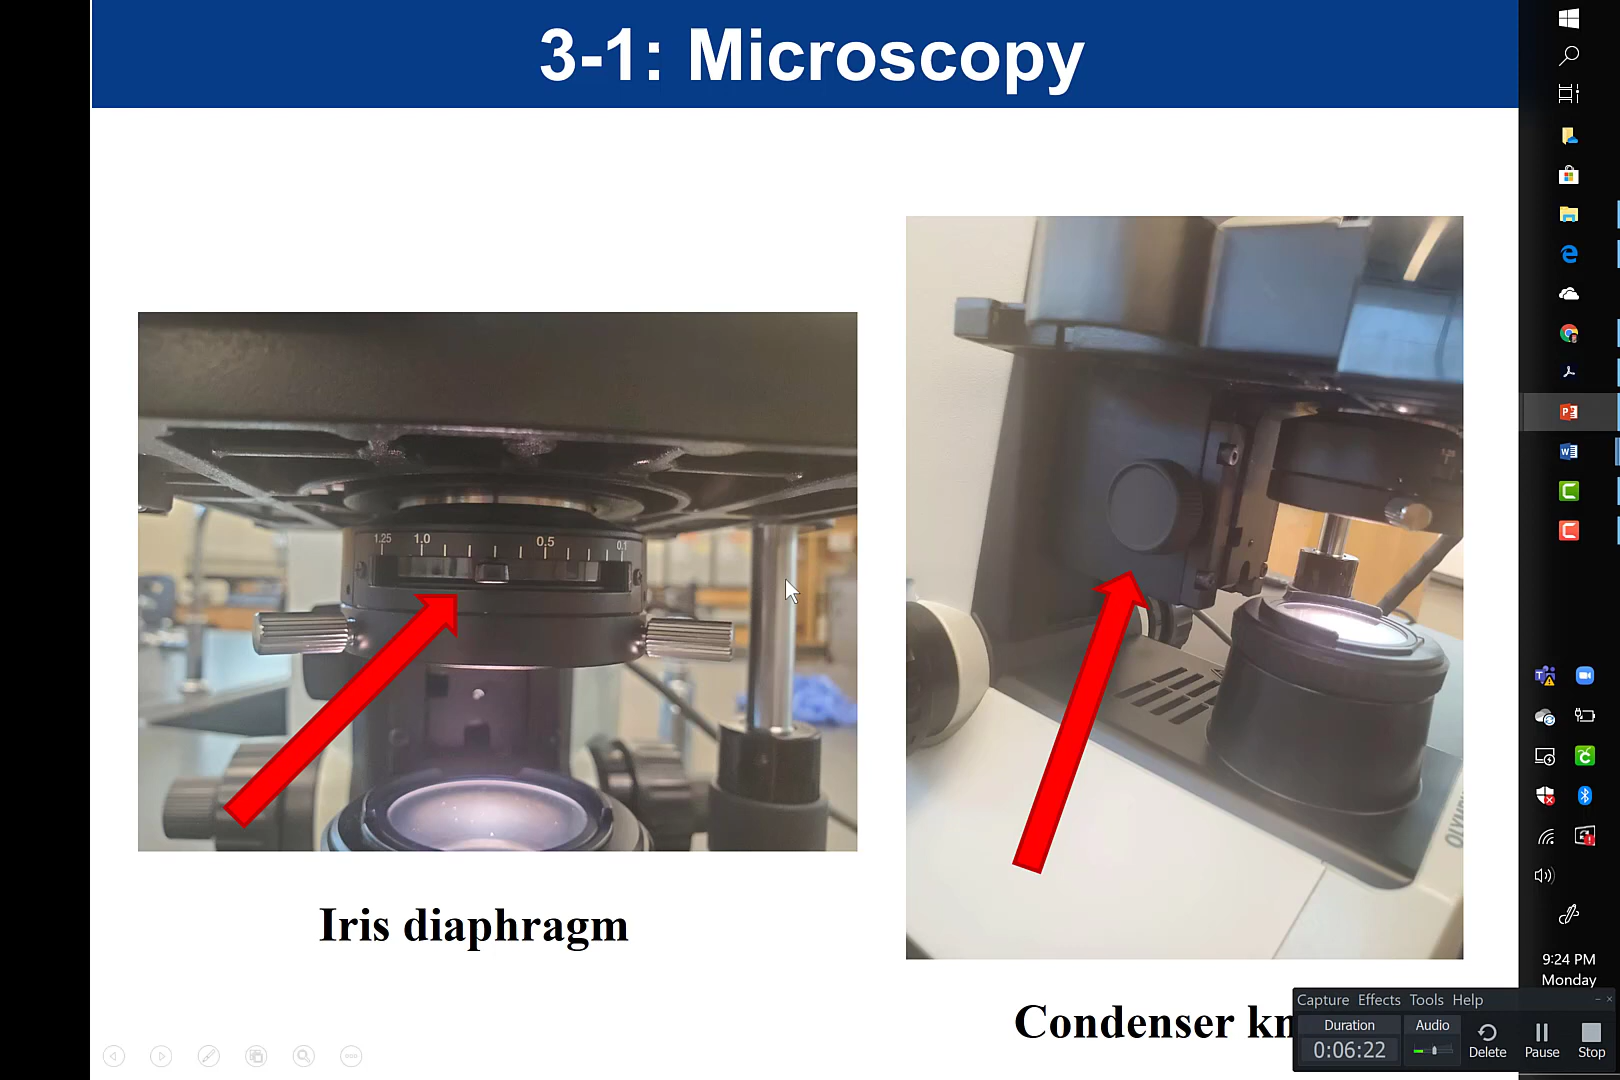 3-1: Microscopy
1.25 1.0 0.5 0.1
Iris diaphragm
Condenser
9:24 PM
Monday
Capture Effects Tools Help
Duration
0:06:22
Audio
Delete
Pause
Stop